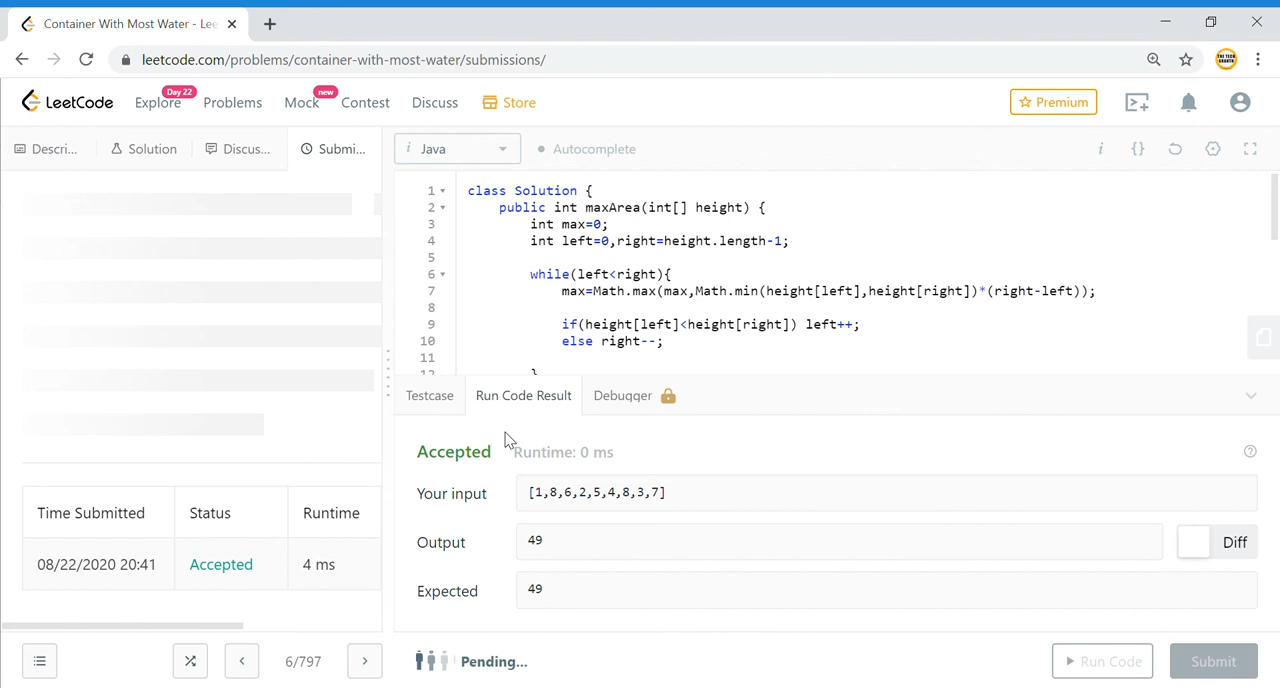 Container With Most Water - Lee
leetcode.com/problems/container-with-most-water/submissions/
THE TECH GRANTH
LeetCode
Explore
Day 22
Problems
Mock
new
Contest
Discuss
Store
Premium
Descri...
Solution
Discus...
Submi...
i Java
Autocomplete
i
{}
1 class Solution {
2 public int maxArea(int[] height) {
3 int max=0;
4 int left=0,right=height.length-1;
5
6 while(left<right){
7 max=Math.max(max,Math.min(height[left],height[right])*(right-left));
8
9 if(height[left]<height[right]) left++;
10 else right--;
11
12 }
Testcase
Run Code Result
Debugger
Accepted
Runtime: 0 ms
Your input
[1,8,6,2,5,4,8,3,7]
Output
49
Diff
Expected
49
Time Submitted
Status
Runtime
08/22/2020 20:41
Accepted
4 ms
6/797
Pending...
Run Code
Submit